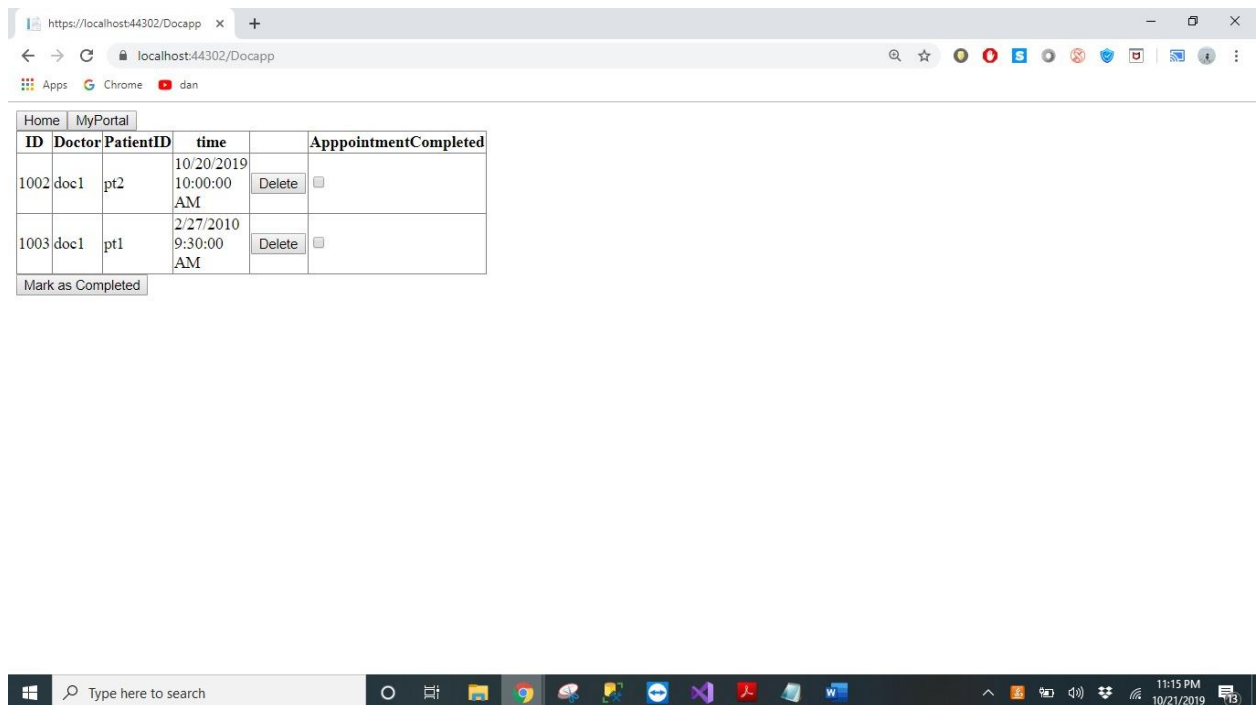 https://localhost:44302/Docapp
localhost:44302/Docapp
Apps Chrome dan
Home MyPortal
ID Doctor PatientID time ApppointmentCompleted
1002 doc1 pt2 10/20/2019 10:00:00 AM Delete
1003 doc1 pt1 2/27/2010 9:30:00 AM Delete
Mark as Completed
Type here to search
11:15 PM
10/21/2019
13